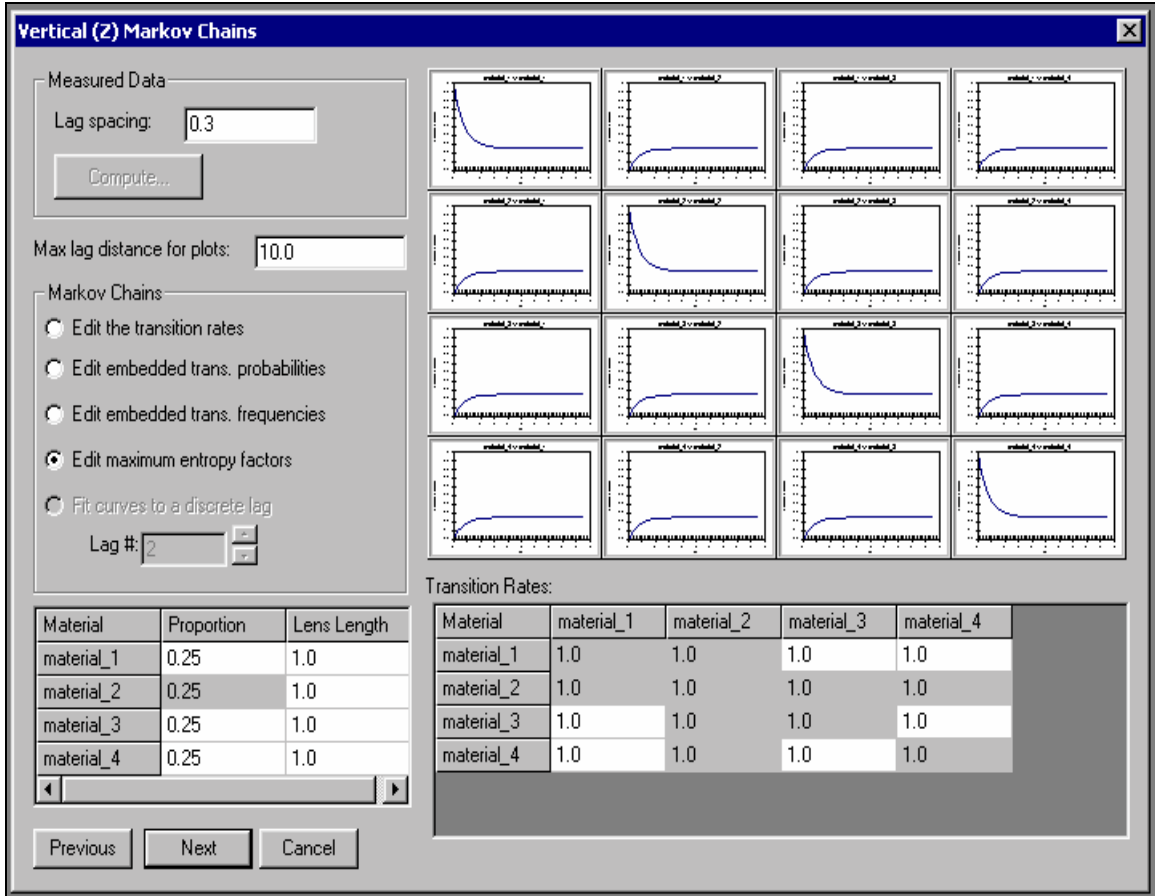 Vertical (Z) Markov Chains
Measured Data
Lag spacing: 0.3
Compute...
Max lag distance for plots: 10.0
Markov Chains
Edit the transition rates
Edit embedded trans. probabilities
Edit embedded trans. frequencies
Edit maximum entropy factors
Fit curves to a discrete lag
Lag #: 2
Material Proportion Lens Length
material_1 0.25 1.0
material_2 0.25 1.0
material_3 0.25 1.0
material_4 0.25 1.0
Previous Next Cancel
Transition Rates:
Material material_1 material_2 material_3 material_4
material_1 1.0 1.0 1.0 1.0
material_2 1.0 1.0 1.0 1.0
material_3 1.0 1.0 1.0 1.0
material_4 1.0 1.0 1.0 1.0